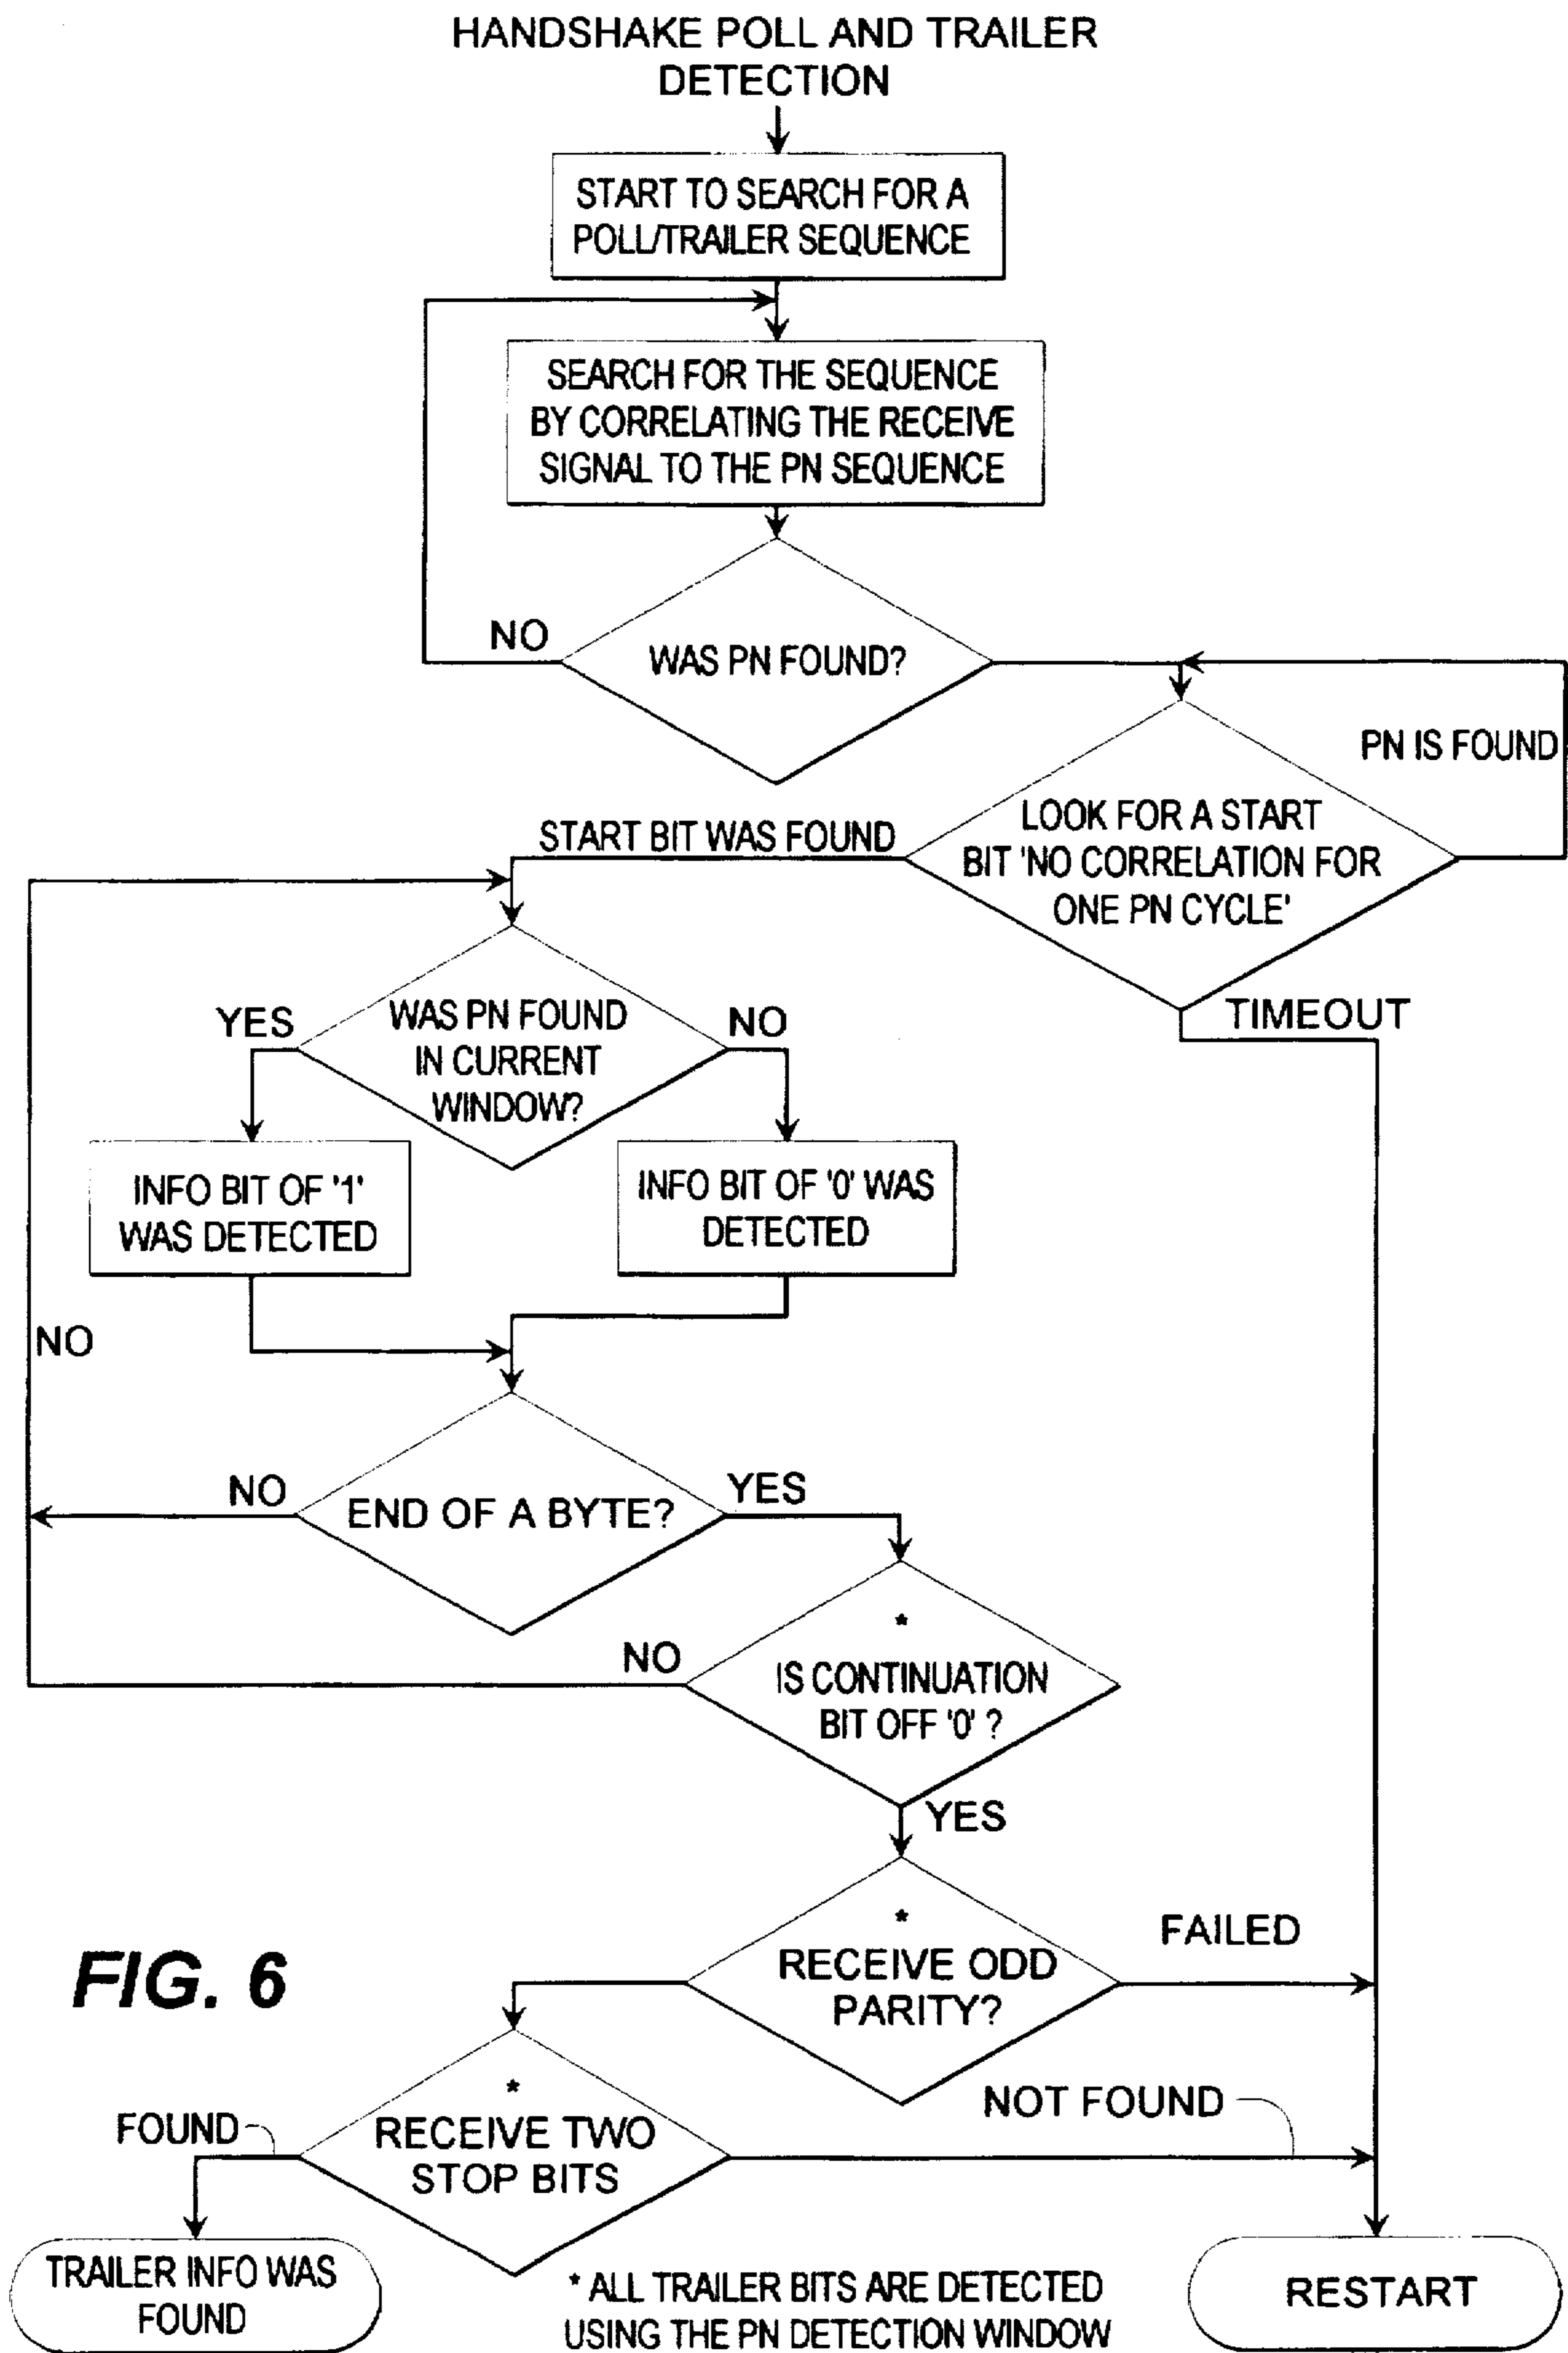 HANDSHAKE POLL AND TRAILER
DETECTION
START TO SEARCH FOR A
POLL/TRAILER SEQUENCE
SEARCH FOR THE SEQUENCE
BY CORRELATING THE RECEIVE
SIGNAL TO THE PN SEQUENCE
NO
WAS PN FOUND?
PN IS FOUND
LOOK FOR A START
BIT 'NO CORRELATION FOR
ONE PN CYCLE'
START BIT WAS FOUND
TIMEOUT
YES
WAS PN FOUND
IN CURRENT
WINDOW?
NO
INFO BIT OF '1'
WAS DETECTED
INFO BIT OF '0' WAS
DETECTED
NO
NO
END OF A BYTE?
YES
NO
*
IS CONTINUATION
BIT OFF '0' ?
YES
*
RECEIVE ODD
PARITY?
FAILED
FIG. 6
NOT FOUND
FOUND
*
RECEIVE TWO
STOP BITS
TRAILER INFO WAS
FOUND
* ALL TRAILER BITS ARE DETECTED
USING THE PN DETECTION WINDOW
RESTART